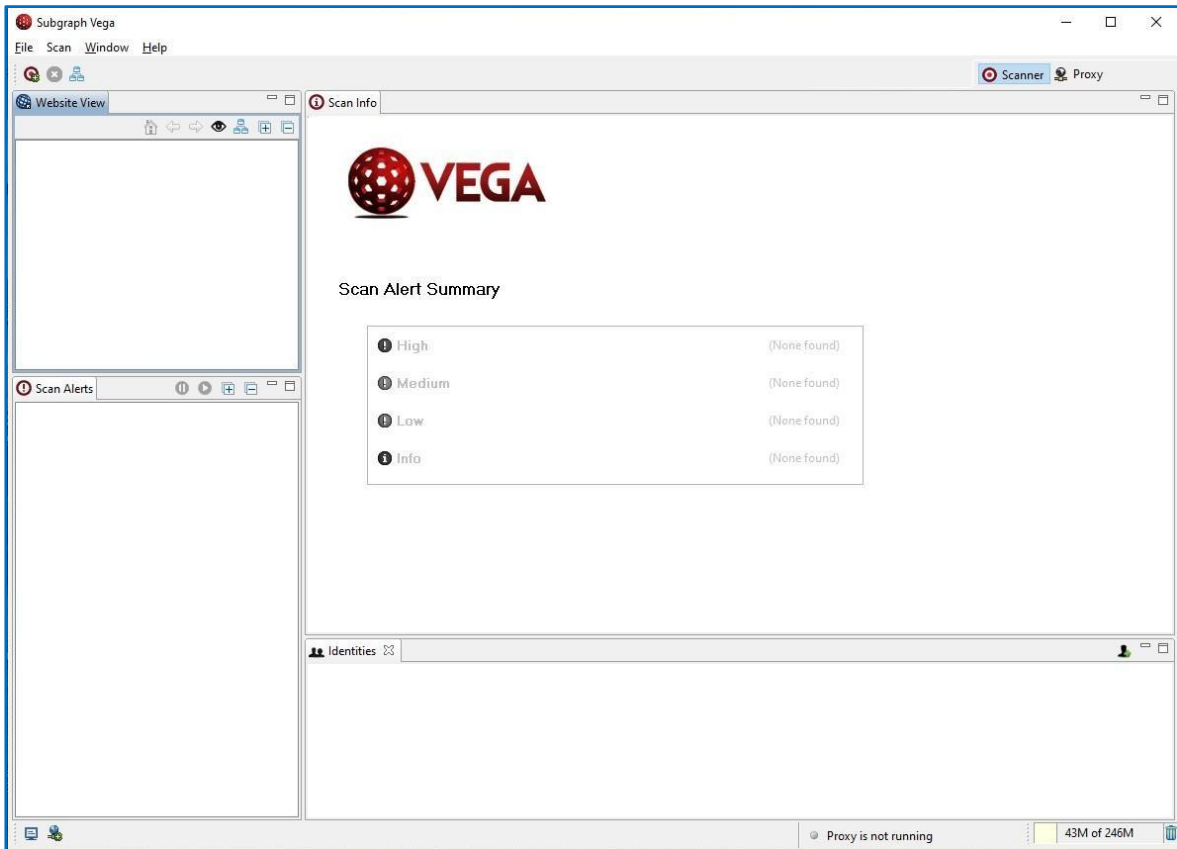 Subgraph Vega
File Scan Window Help
Scanner Proxy
Website View
Scan Info
VEGA
Scan Alert Summary
High (None found)
Medium (None found)
Low (None found)
Info (None found)
Scan Alerts
Identities
Proxy is not running
43M of 246M